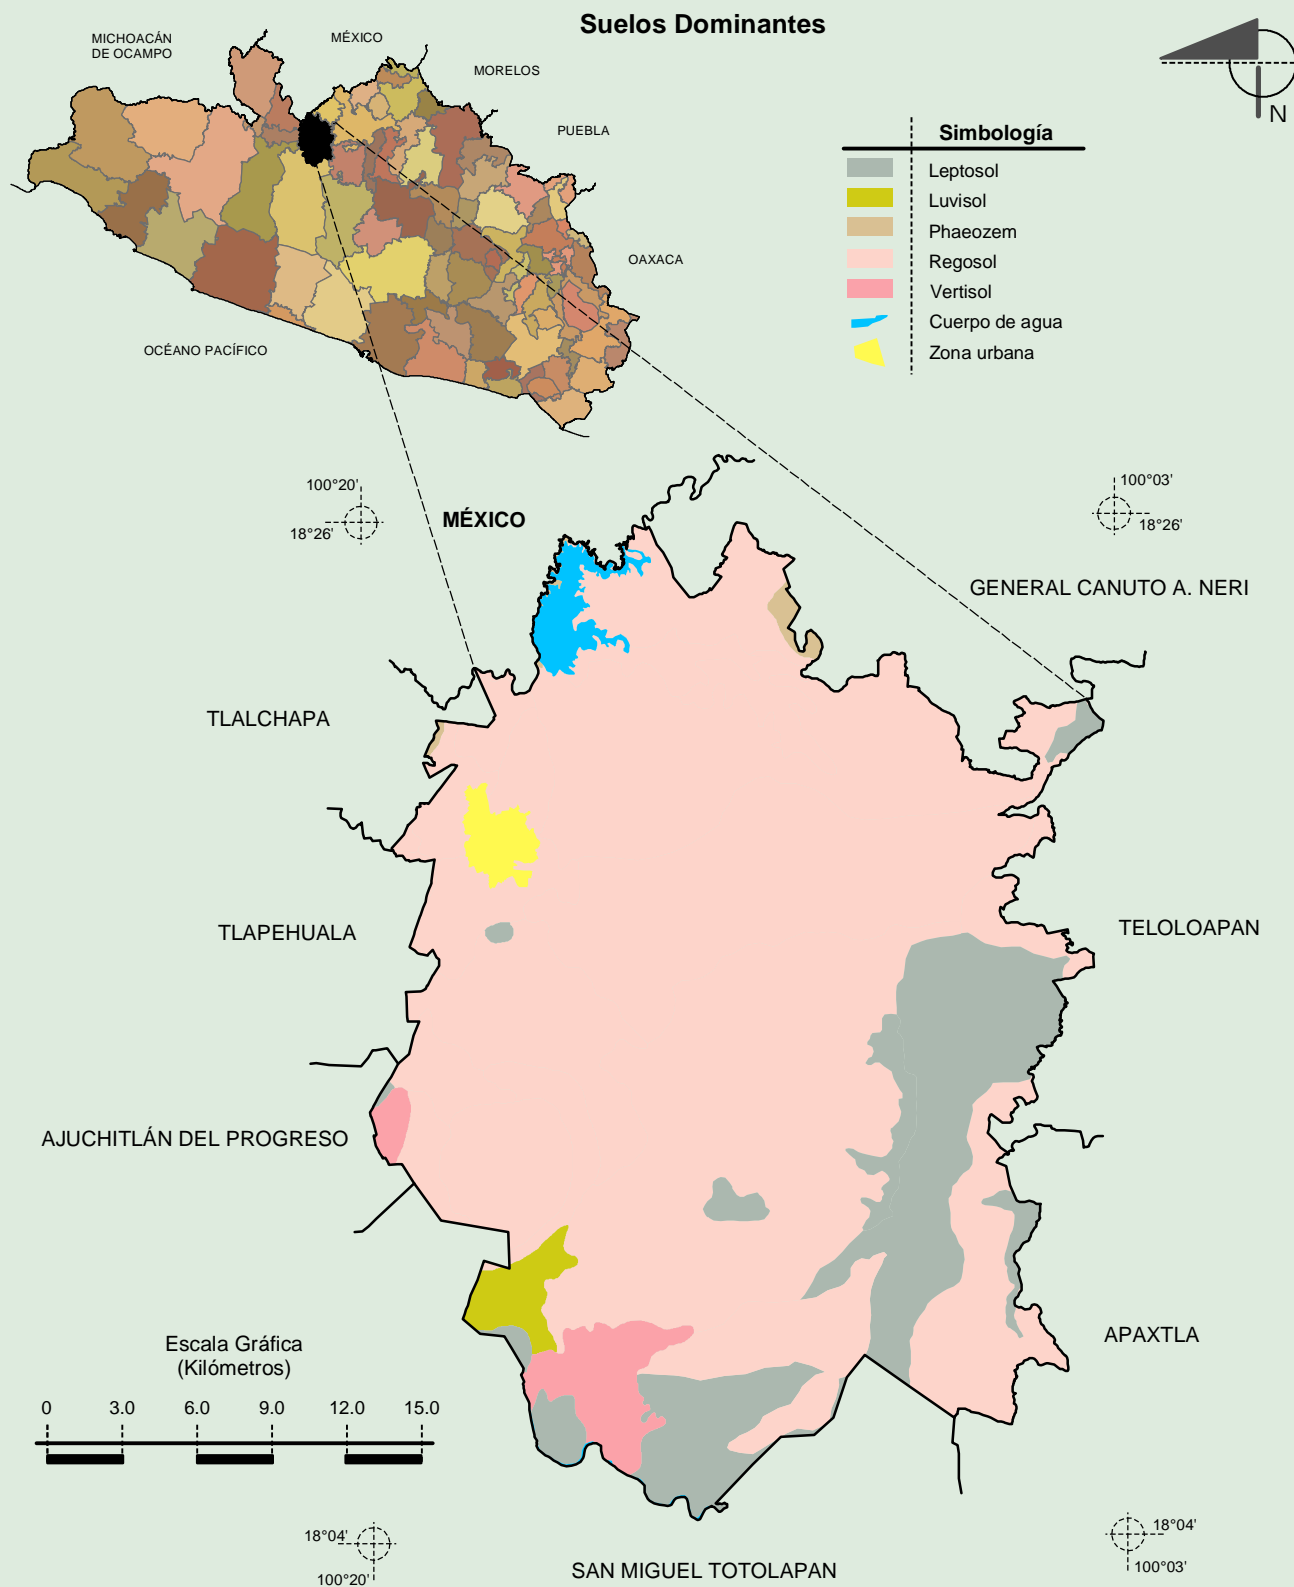 Suelos Dominantes
MICHOACÁN
DE OCAMPO
MÉXICO
MORELOS
PUEBLA
OAXACA
OCÉANO PACÍFICO
N
Simbología
Leptosol
Luvisol
Phaeozem
Regosol
Vertisol
Cuerpo de agua
Zona urbana
100°20'
18°26'
MÉXICO
100°03'
18°26'
GENERAL CANUTO A. NERI
TLALCHAPA
TLAPEHUALA
TELOLOAPAN
AJUCHITLÁN DEL PROGRESO
APAXTLA
Escala Gráfica
(Kilómetros)
0 3.0 6.0 9.0 12.0 15.0
18°04'
100°20'
SAN MIGUEL TOTOLAPAN
18°04'
100°03'